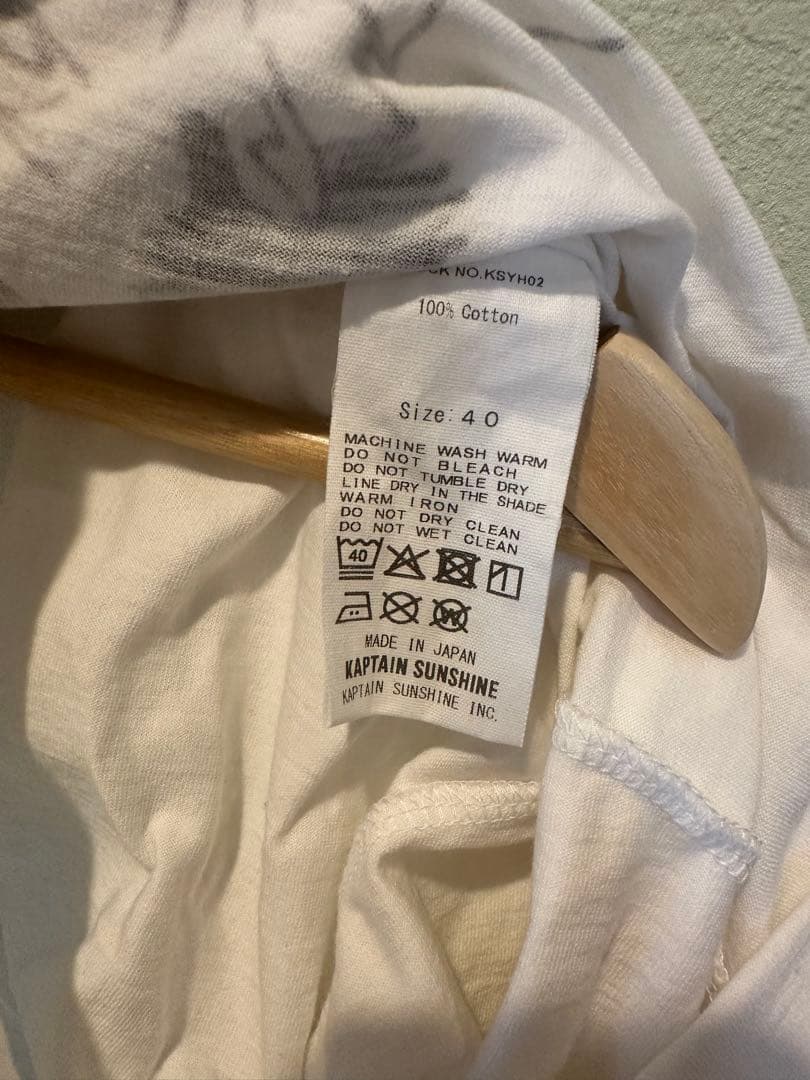 NO.KSYH02
100% Cotton
Size: 40
MACHINE WASH WARM
DO NOT BLEACH
DO NOT TUMBLE DRY
LINE DRY IN THE SHADE
WARM IRON
DO NOT DRY CLEAN
DO NOT WET CLEAN
40
W
MADE IN JAPAN
KAPTAIN SUNSHINE
KAPTAIN SUNSHINE INC.